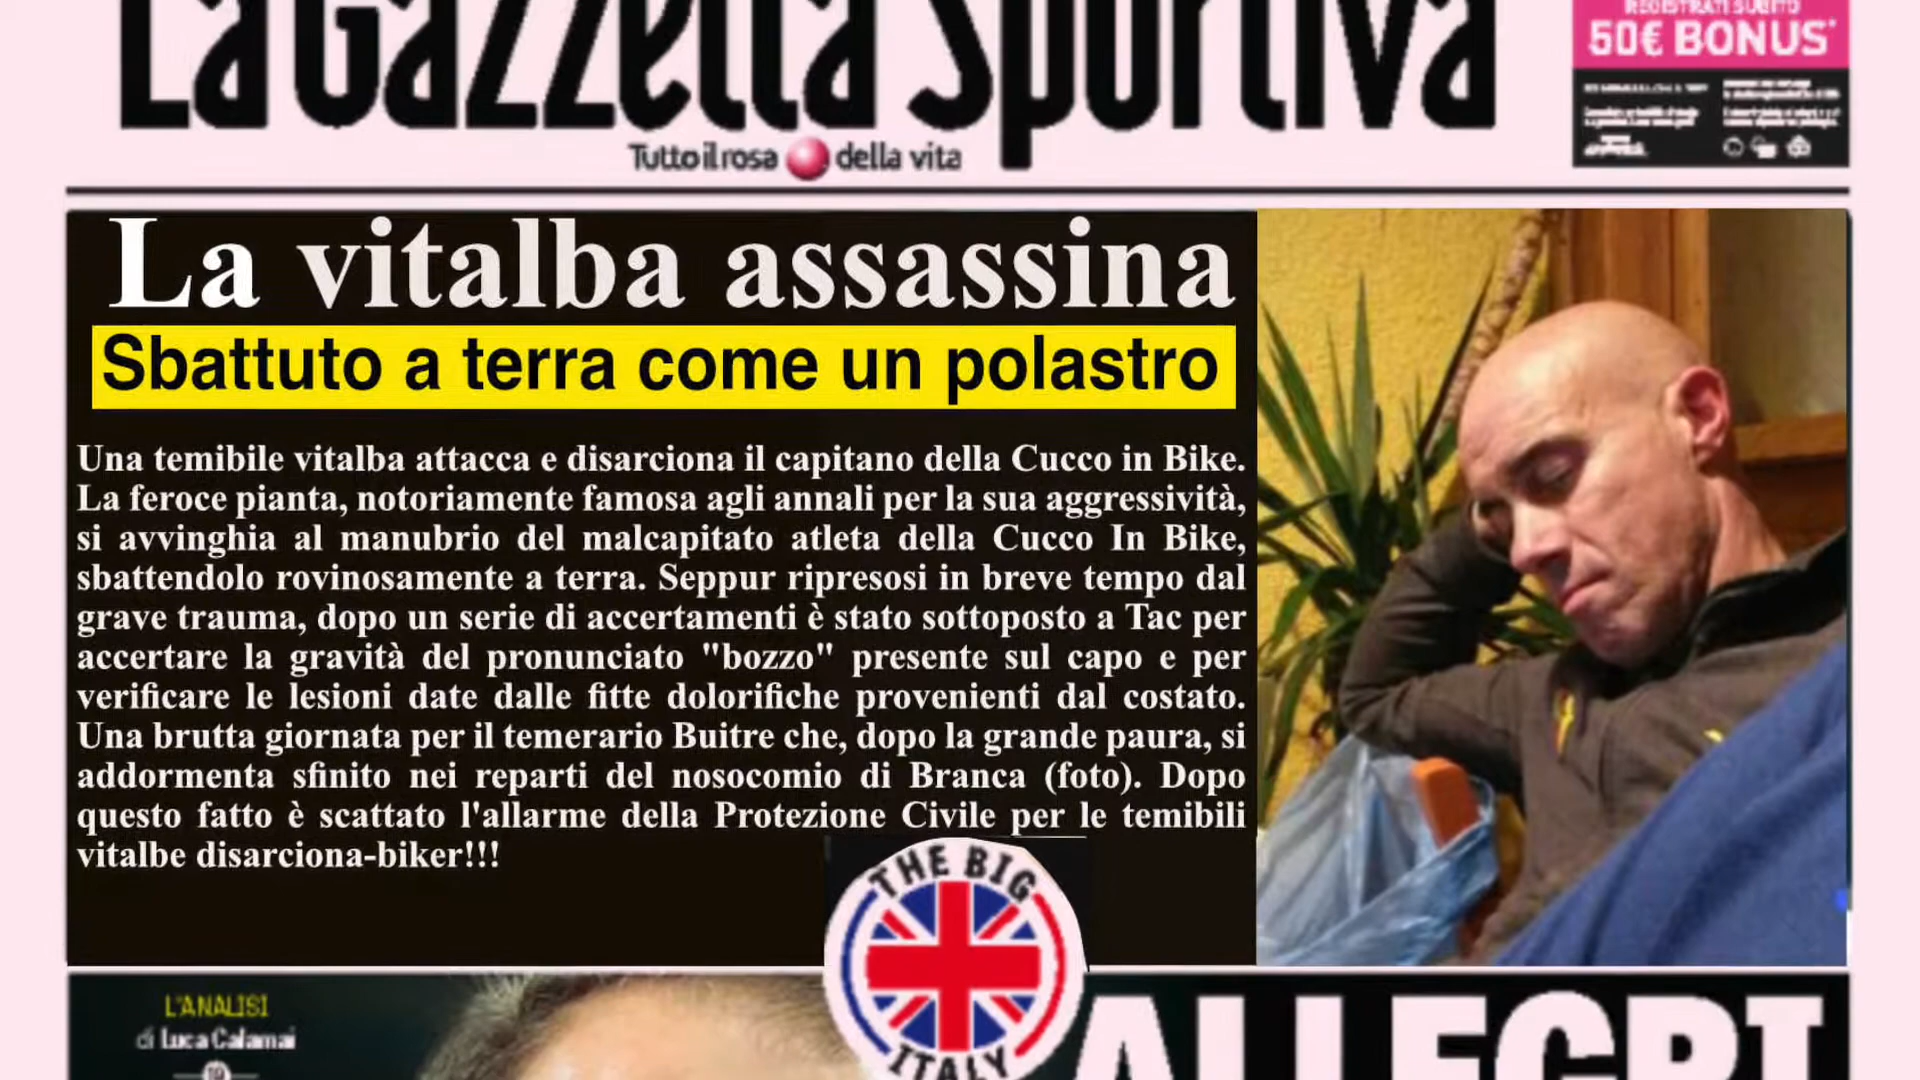 La Gazzetta Sportiva
REGISTRATI SUBITO
50€ BONUS*
Tutto il rosa della vita
La vitalba assassina
Sbattuto a terra come un polastro
Una temibile vitalba attacca e disarciona il capitano della Cucco in Bike.
La feroce pianta, notoriamente famosa agli annali per la sua aggressività,
si avvinghia al manubrio del malcapitato atleta della Cucco In Bike,
sbattendolo rovinosamente a terra. Seppur ripresosi in breve tempo dal
grave trauma, dopo un serie di accertamenti è stato sottoposto a Tac per
accertare la gravità del pronunciato "bozzo" presente sul capo e per
verificare le lesioni date dalle fitte dolorifiche provenienti dal costato.
Una brutta giornata per il temerario Buitre che, dopo la grande paura, si
addormenta sfinito nei reparti del nosocomio di Branca (foto). Dopo
questo fatto è scattato l'allarme della Protezione Civile per le temibili
vitalbe disarciona-biker!!!
THE BIG
ITALY
L'ANALISI
di Luca Calamai
19
ALLEGRI